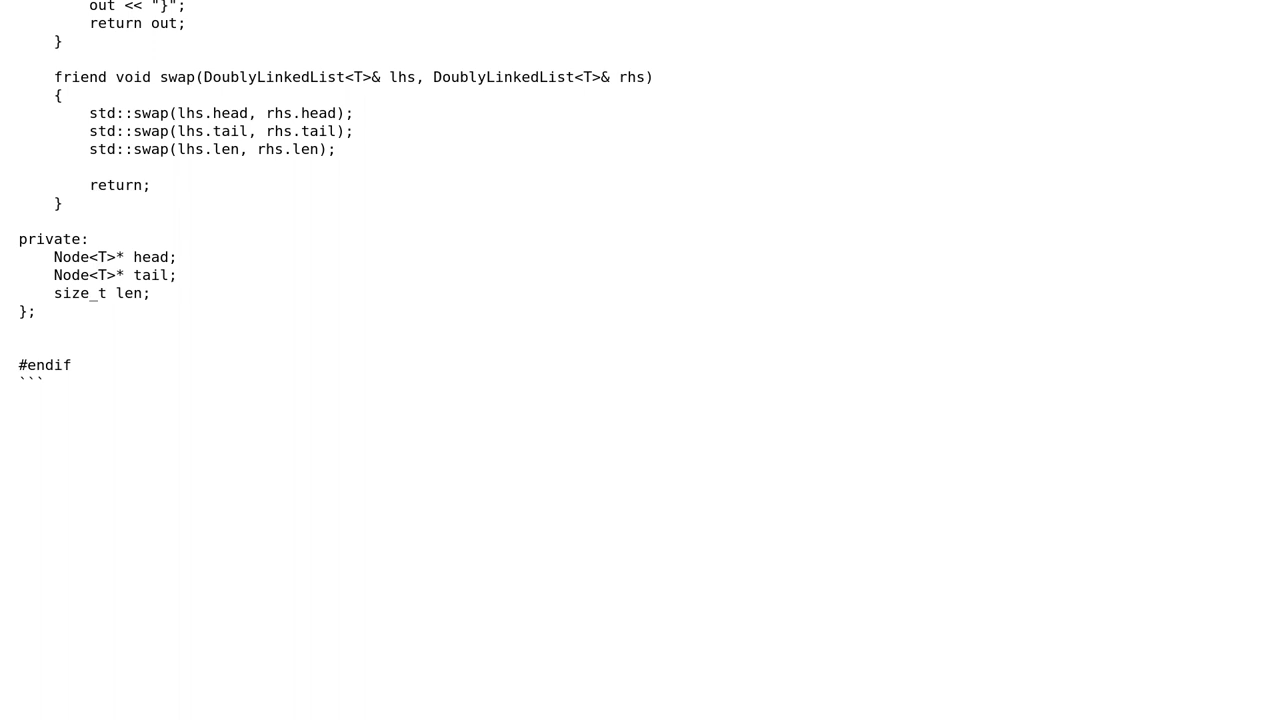 out << "}";
        return out;
    }

    friend void swap(DoublyLinkedList<T>& lhs, DoublyLinkedList<T>& rhs)
    {
        std::swap(lhs.head, rhs.head);
        std::swap(lhs.tail, rhs.tail);
        std::swap(lhs.len, rhs.len);

        return;
    }

private:
    Node<T>* head;
    Node<T>* tail;
    size_t len;
};


#endif
```